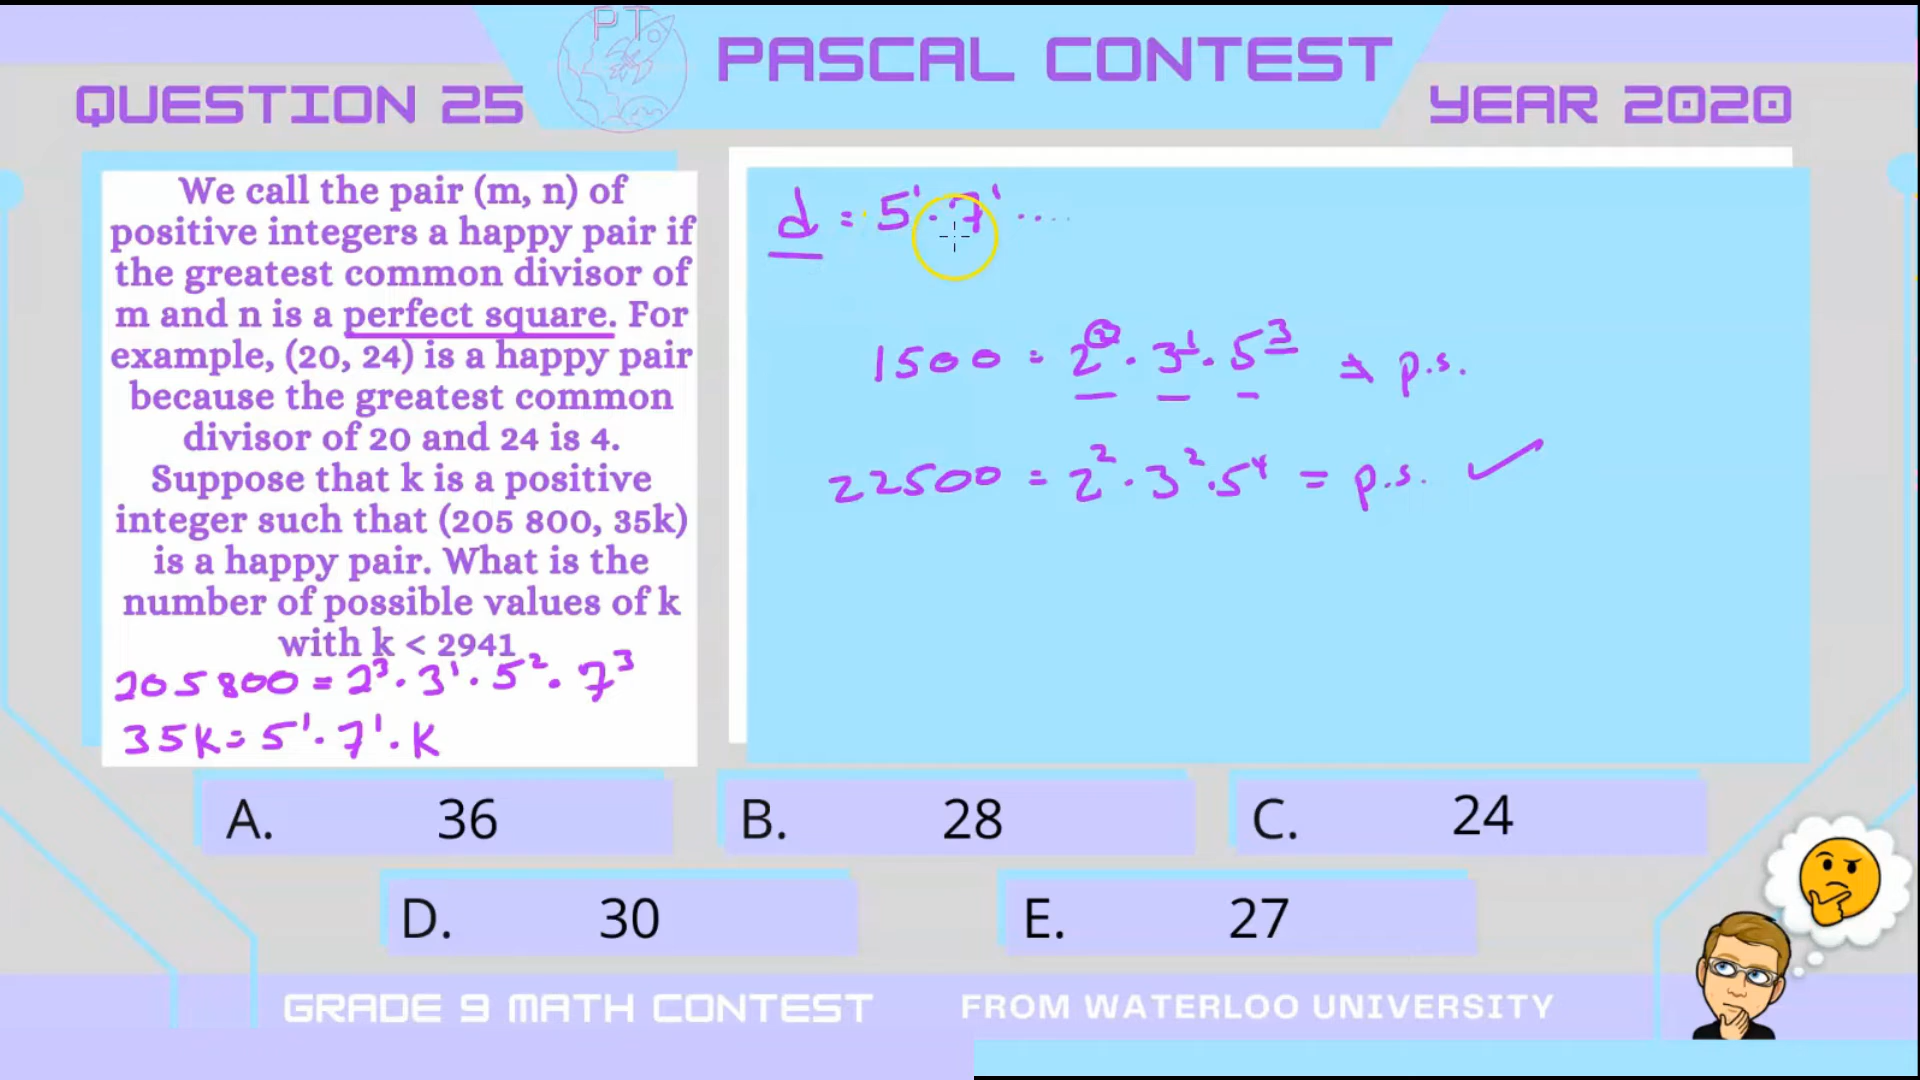 PT
PASCAL CONTEST
QUESTION 25
YEAR 2020
We call the pair (m, n) of
positive integers a happy pair if
the greatest common divisor of
m and n is a perfect square. For
example, (20, 24) is a happy pair
because the greatest common
divisor of 20 and 24 is 4.
Suppose that k is a positive
integer such that (205 800, 35k)
is a happy pair. What is the
number of possible values of k
with k < 2941
205800 = 2³ · 3¹ · 5² · 7³
35k = 5¹ · 7¹ · k
d = 5¹ · 7¹ .....
1500 = 2² · 3¹ · 5³ ≠ p.s.
22500 = 2² · 3² · 5⁴ = p.s. ✓
A. 36
B. 28
C. 24
D. 30
E. 27
GRADE 9 MATH CONTEST
FROM WATERLOO UNIVERSITY